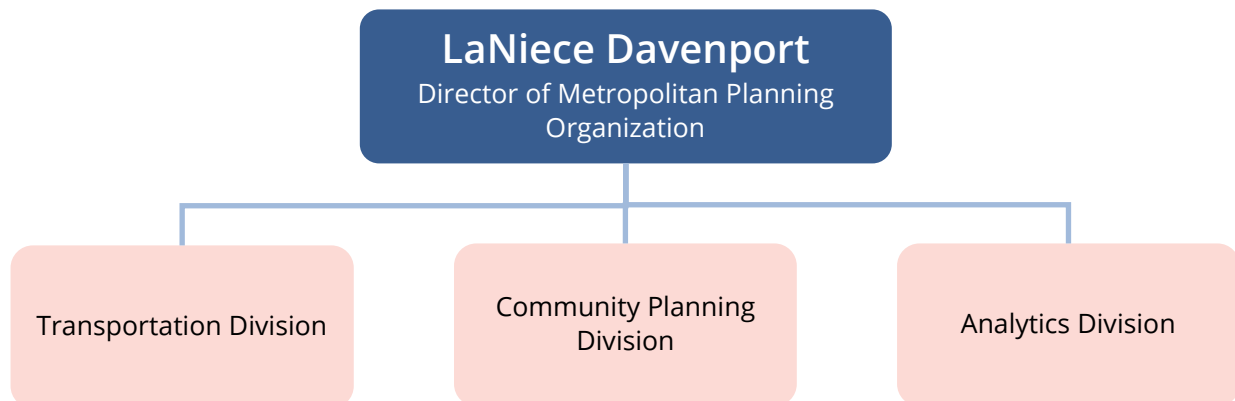 LaNiece Davenport
Director of Metropolitan Planning
Organization
Transportation Division
Community Planning
Division
Analytics Division